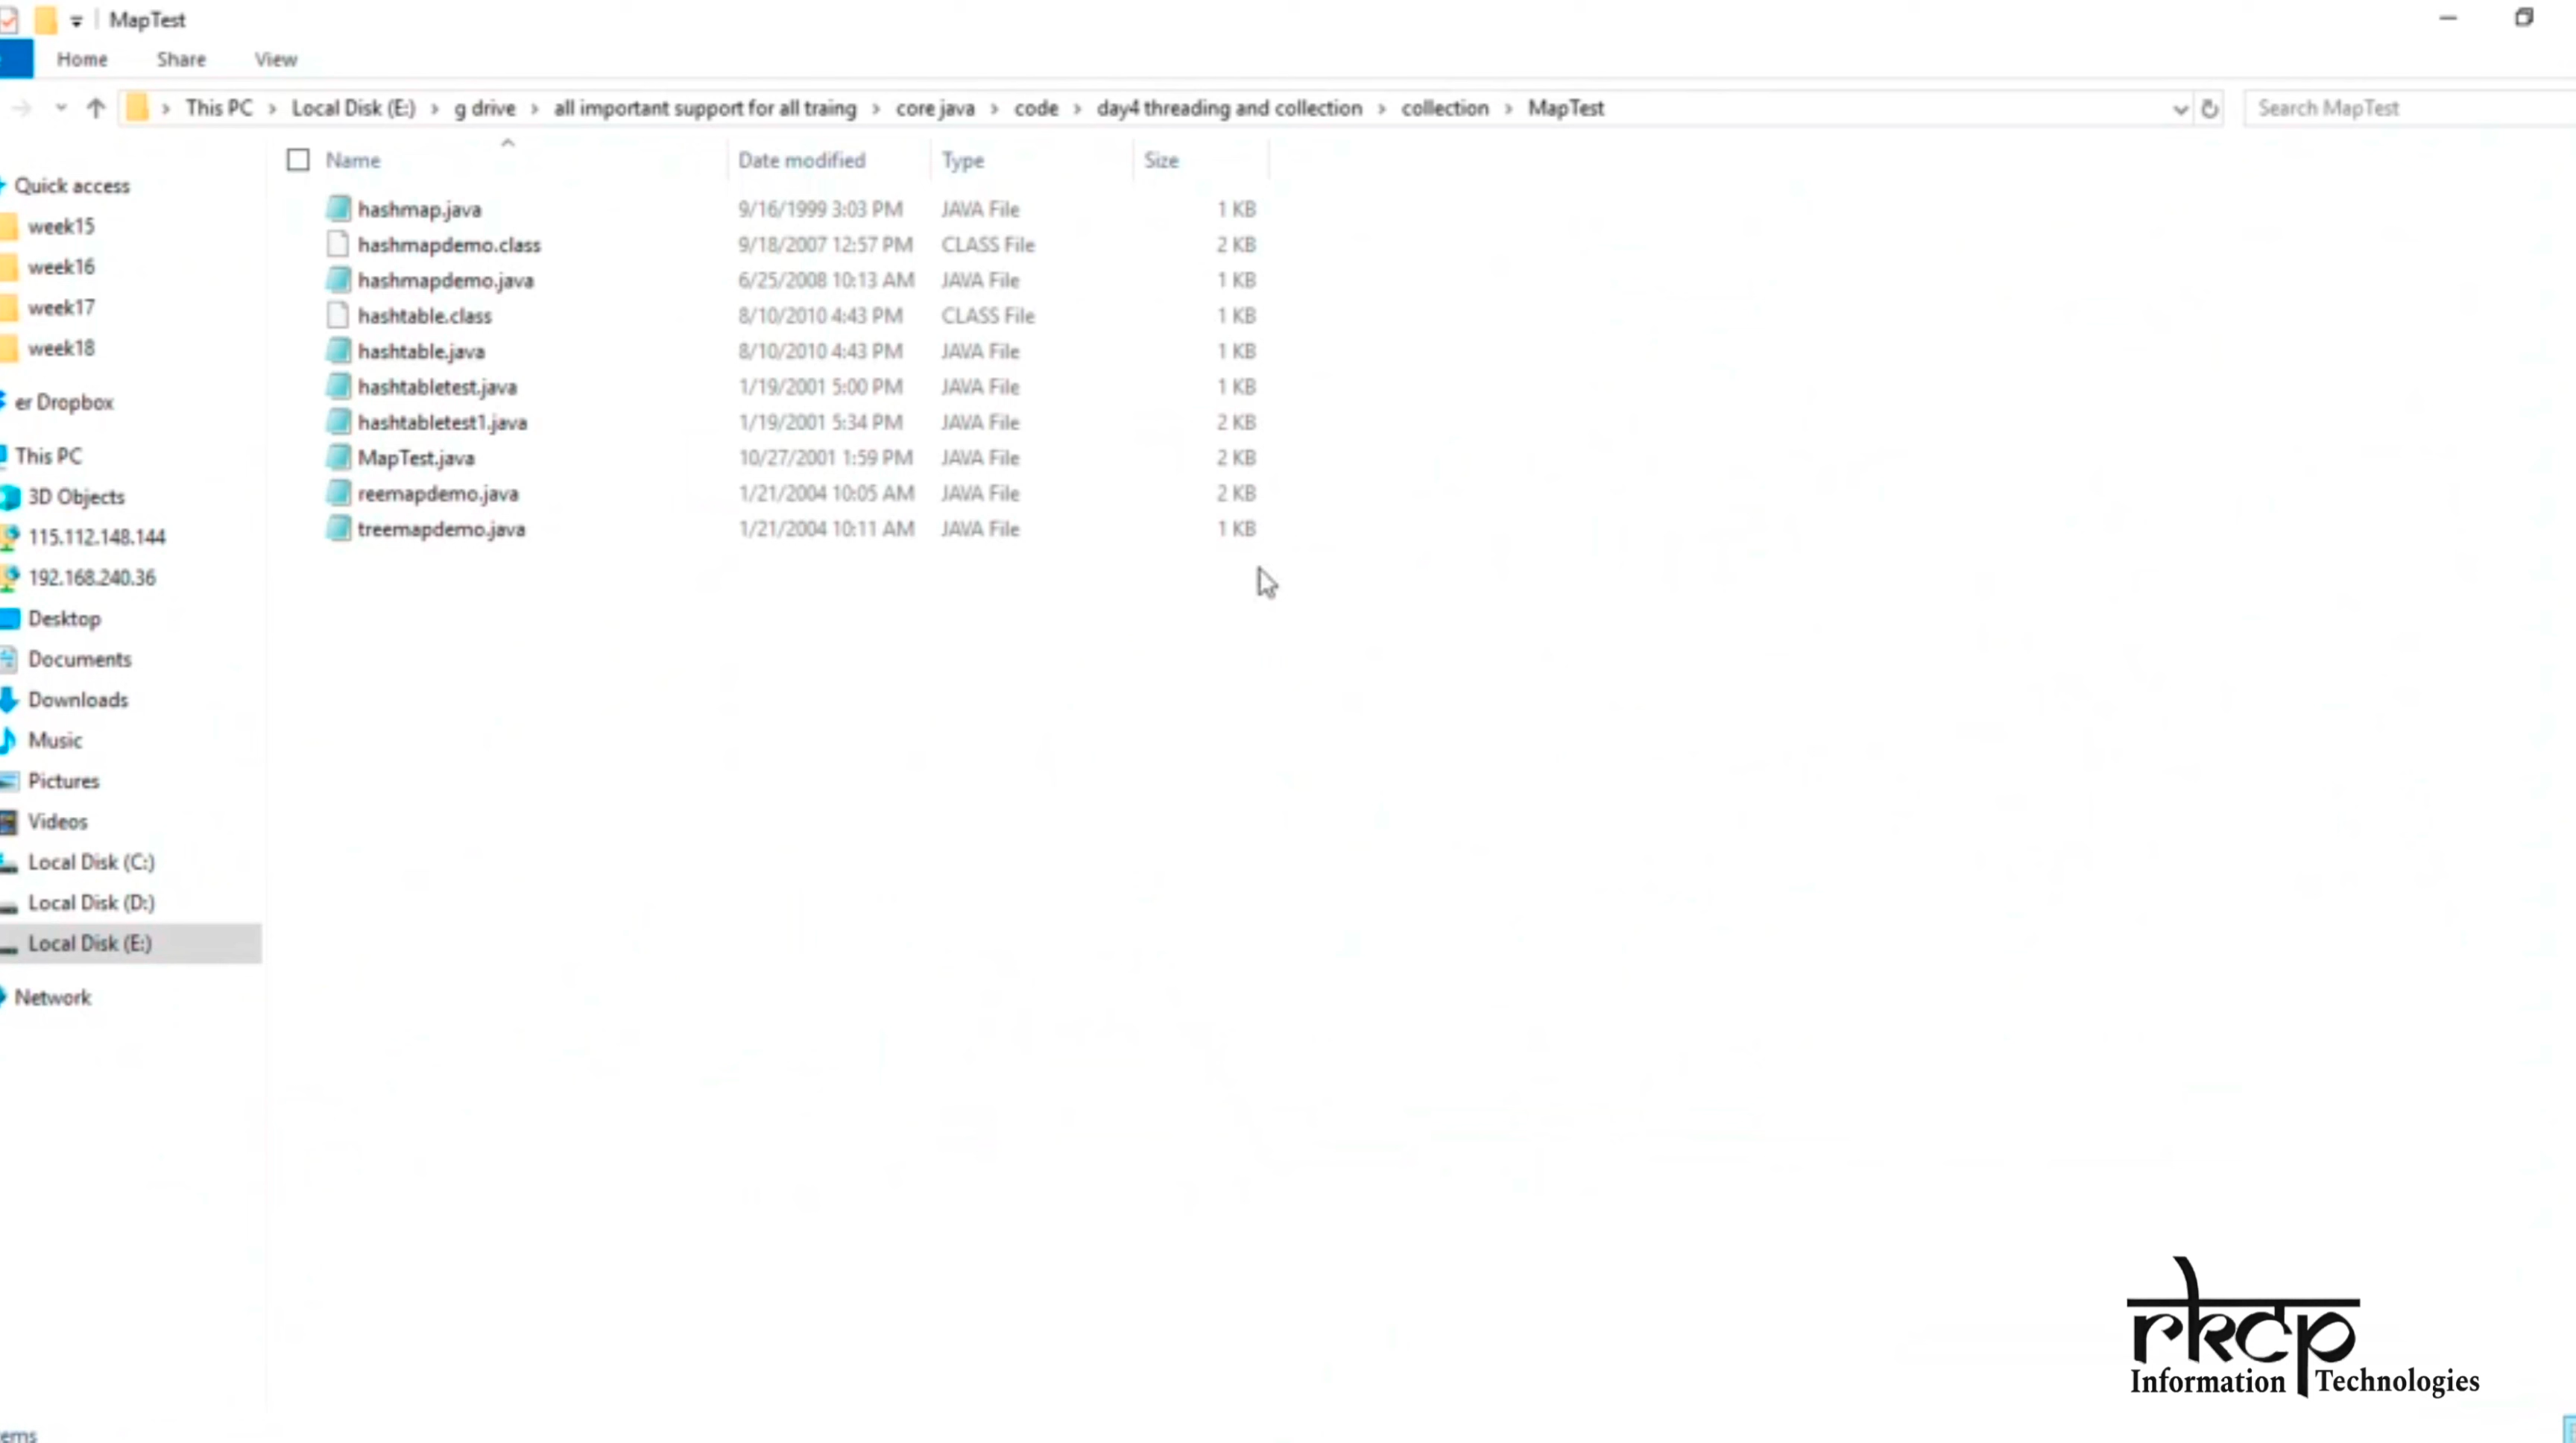 MapTest
Home Share View
This PC › Local Disk (E:) › g drive › all important support for all traing › core java › code › day4 threading and collection › collection › MapTest
Search MapTest
Name Date modified Type Size
Quick access
week15
week16
week17
week18
er Dropbox
This PC
3D Objects
115.112.148.144
192.168.240.36
Desktop
Documents
Downloads
Music
Pictures
Videos
Local Disk (C:)
Local Disk (D:)
Local Disk (E:)
Network
hashmap.java 9/16/1999 3:03 PM JAVA File 1 KB
hashmapdemo.class 9/18/2007 12:57 PM CLASS File 2 KB
hashmapdemo.java 6/25/2008 10:13 AM JAVA File 1 KB
hashtable.class 8/10/2010 4:43 PM CLASS File 1 KB
hashtable.java 8/10/2010 4:43 PM JAVA File 1 KB
hashtabletest.java 1/19/2001 5:00 PM JAVA File 1 KB
hashtabletest1.java 1/19/2001 5:34 PM JAVA File 2 KB
MapTest.java 10/27/2001 1:59 PM JAVA File 2 KB
reemapdemo.java 1/21/2004 10:05 AM JAVA File 2 KB
treemapdemo.java 1/21/2004 10:11 AM JAVA File 1 KB
rkcp
Information Technologies
ems